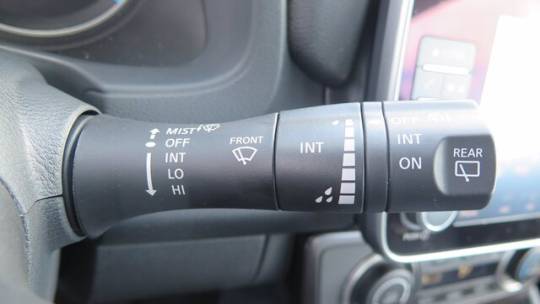 MIST
OFF
INT
LO
HI
FRONT
INT
OFF
INT
ON
REAR